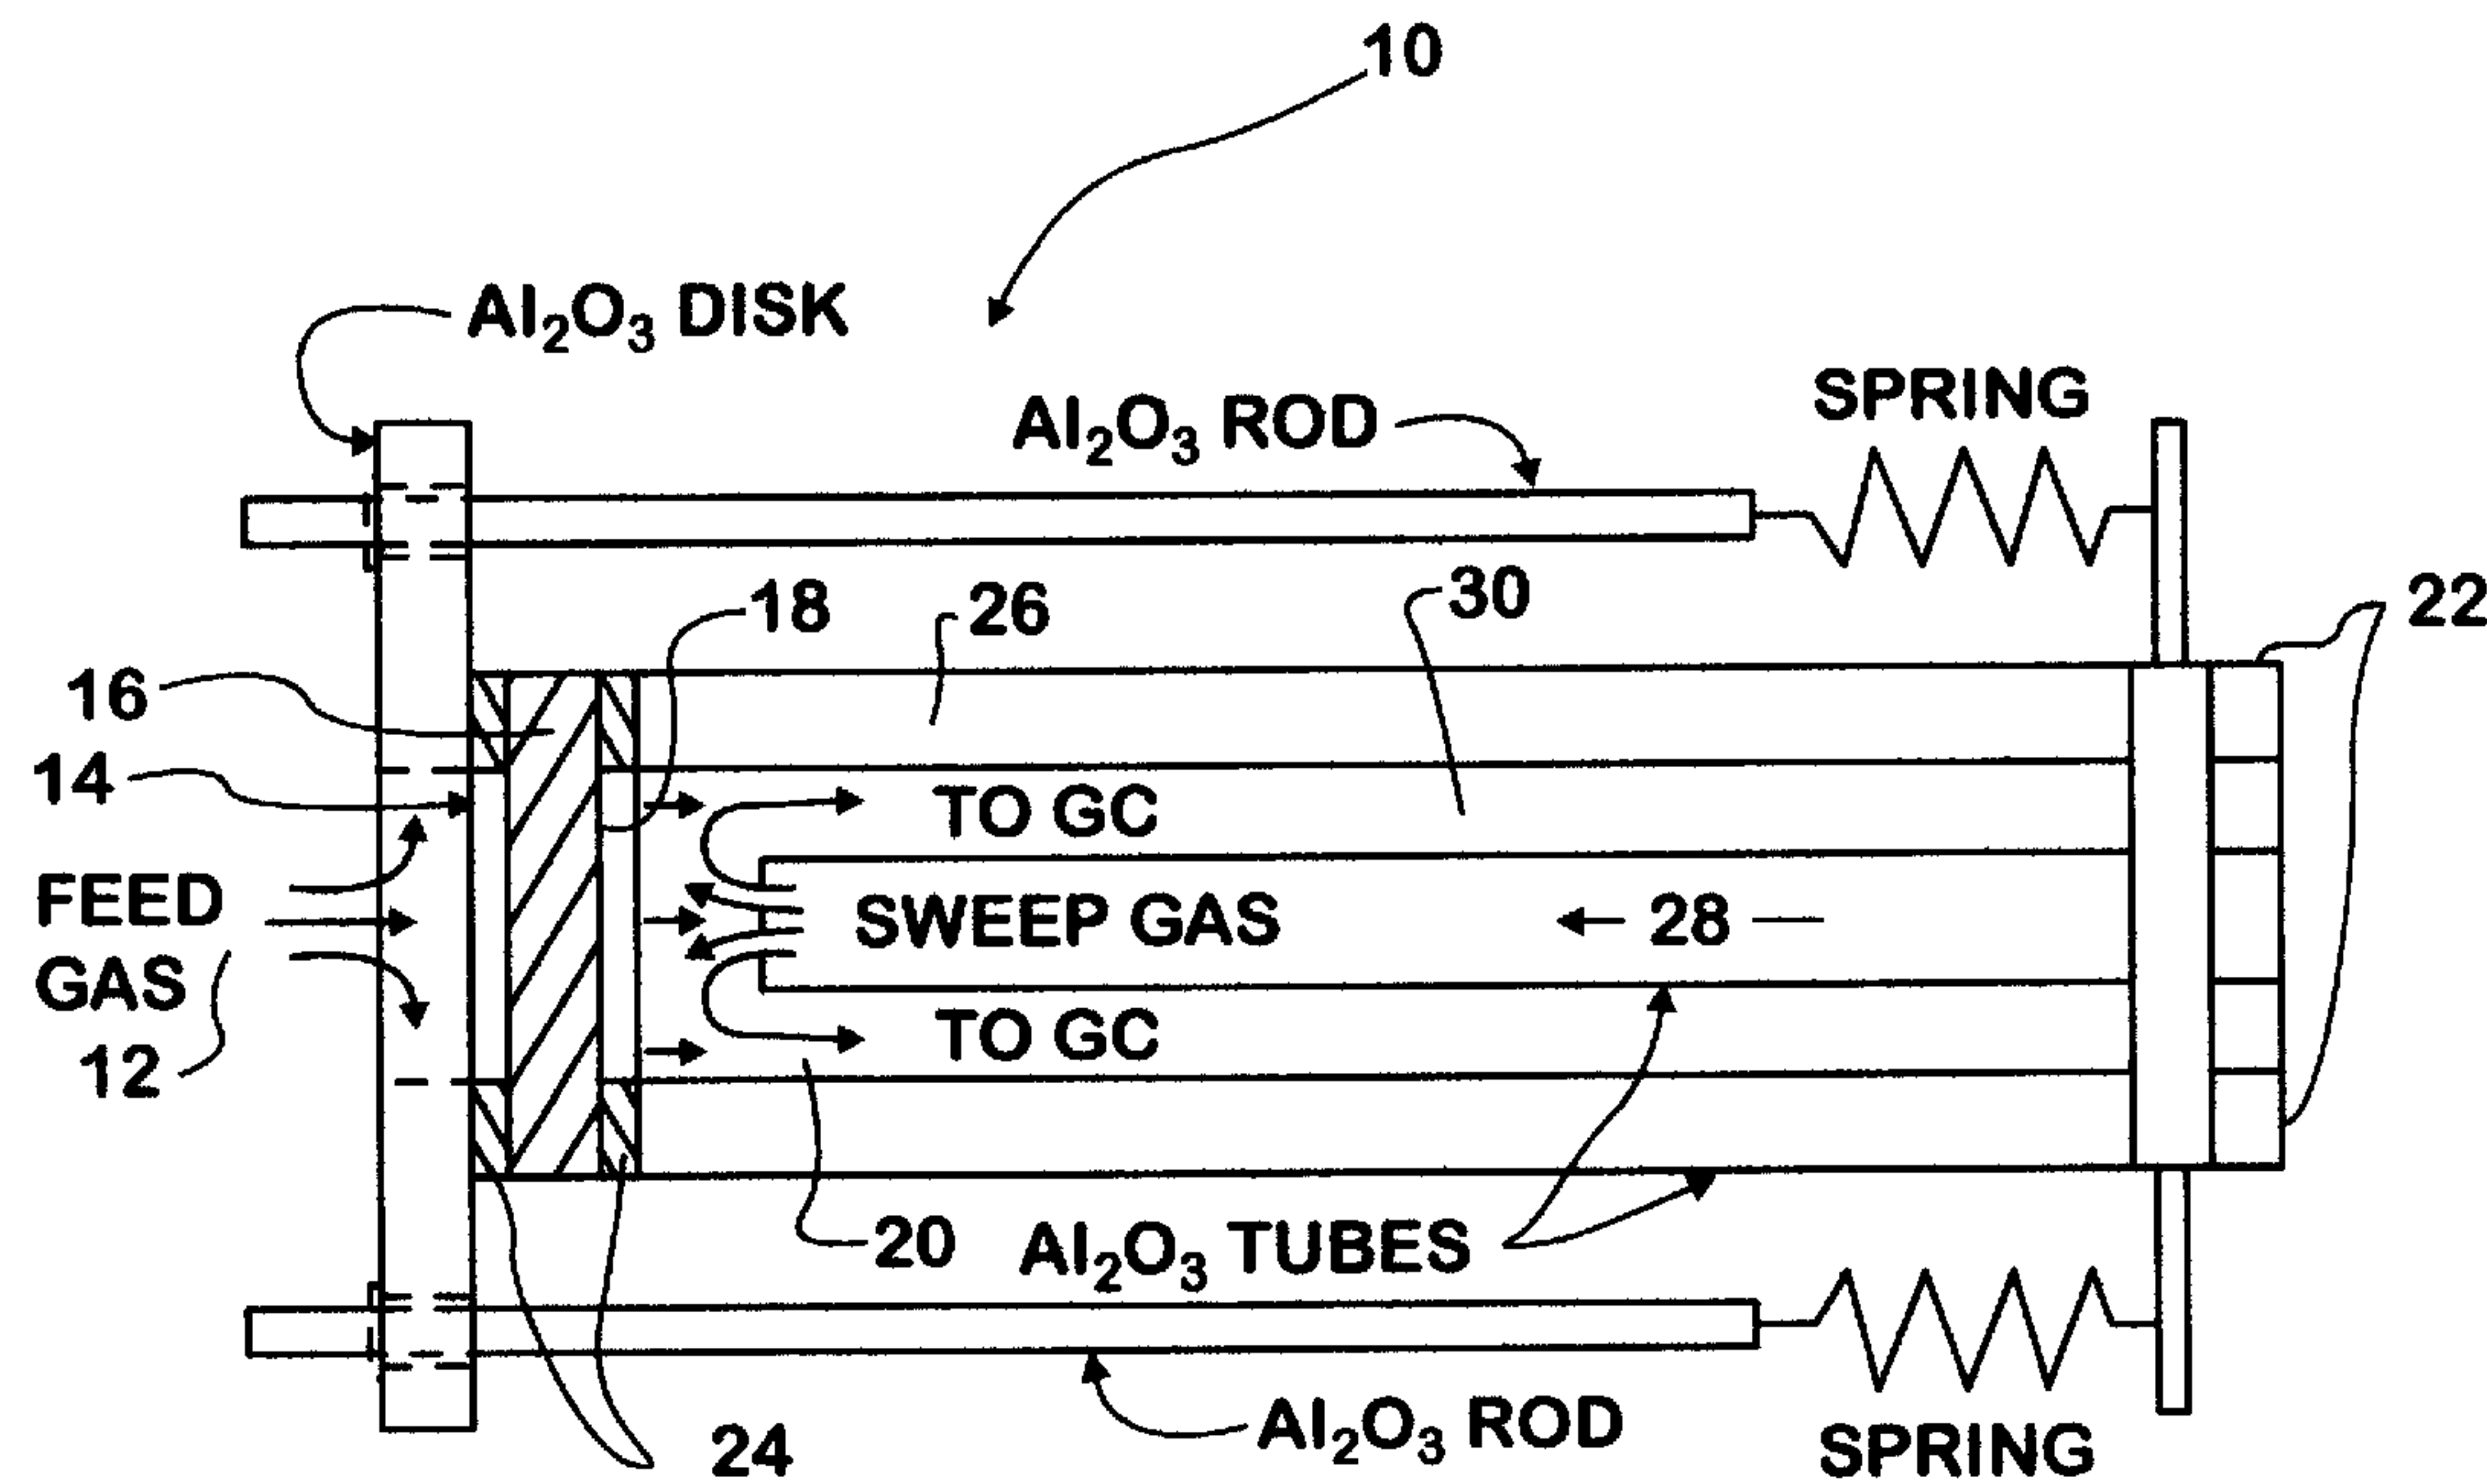 10
Al₂O₃ DISK
SPRING
Al₂O₃ ROD
18
26
30
22
16
14
TO GC
FEED
GAS
SWEEP GAS
28
12
TO GC
20
Al₂O₃ TUBES
24
Al₂O₃ ROD
SPRING